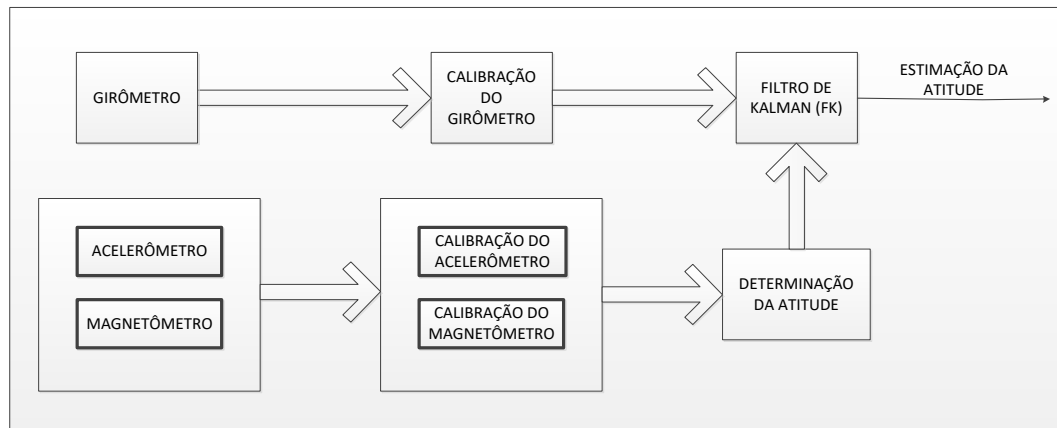 GIRÔMETRO
CALIBRAÇÃO
DO
GIRÔMETRO
FILTRO DE
KALMAN (FK)
ESTIMAÇÃO DA
ATITUDE
ACELERÔMETRO
MAGNETÔMETRO
CALIBRAÇÃO DO
ACELERÔMETRO
CALIBRAÇÃO DO
MAGNETÔMETRO
DETERMINAÇÃO
DA ATITUDE